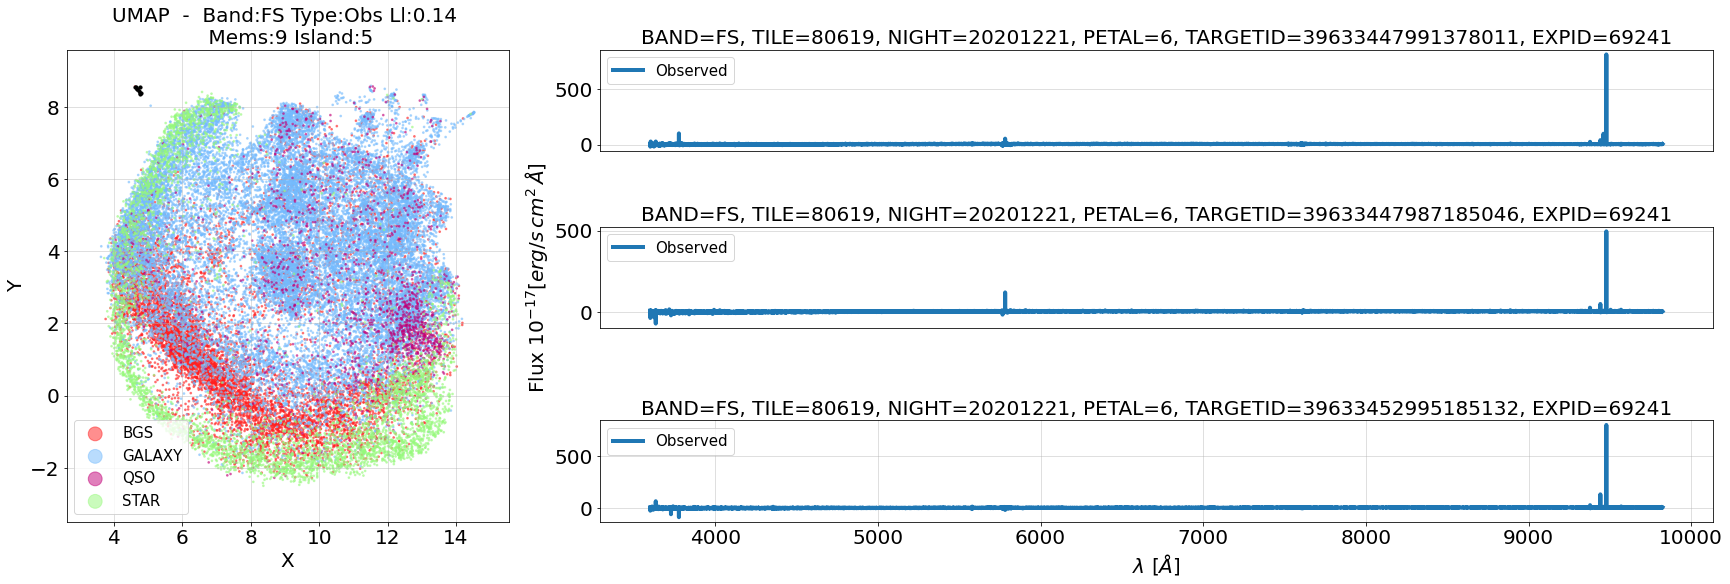 UMAP  -  Band:FS Type:Obs Ll:0.14
Mems:9 Island:5
Y
8
6
4
2
0
−2
BGS
GALAXY
QSO
STAR
4 6 8 10 12 14
X
Flux 10⁻¹⁷[erg/s cm² Å]
BAND=FS, TILE=80619, NIGHT=20201221, PETAL=6, TARGETID=39633447991378011, EXPID=69241
Observed
500
0
BAND=FS, TILE=80619, NIGHT=20201221, PETAL=6, TARGETID=39633447987185046, EXPID=69241
Observed
500
0
BAND=FS, TILE=80619, NIGHT=20201221, PETAL=6, TARGETID=39633452995185132, EXPID=69241
Observed
500
0
4000 5000 6000 7000 8000 9000 10000
λ [Å]